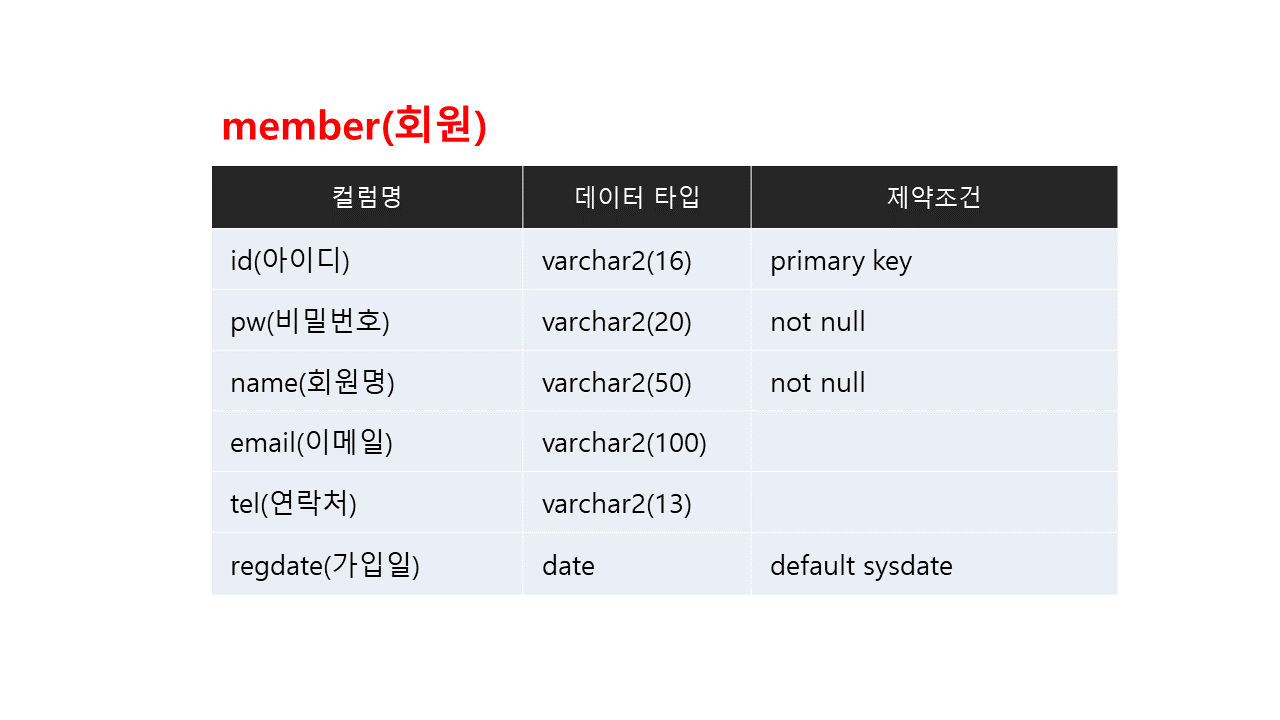 member(회원)
컬럼명 데이터 타입 제약조건
id(아이디) varchar2(16) primary key
pw(비밀번호) varchar2(20) not null
name(회원명) varchar2(50) not null
email(이메일) varchar2(100)
tel(연락처) varchar2(13)
regdate(가입일) date default sysdate